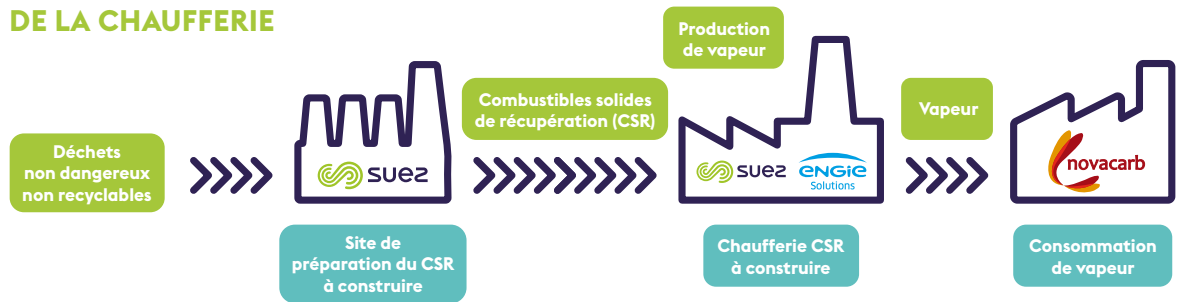 DE LA CHAUFFERIE
Déchets
non dangereux
non recyclables
suez
Site de
préparation du CSR
à construire
Combustibles solides
de récupération (CSR)
Production
de vapeur
suez
ENGIE
Solutions
Chaufferie CSR
à construire
Vapeur
novacarb
Consommation
de vapeur